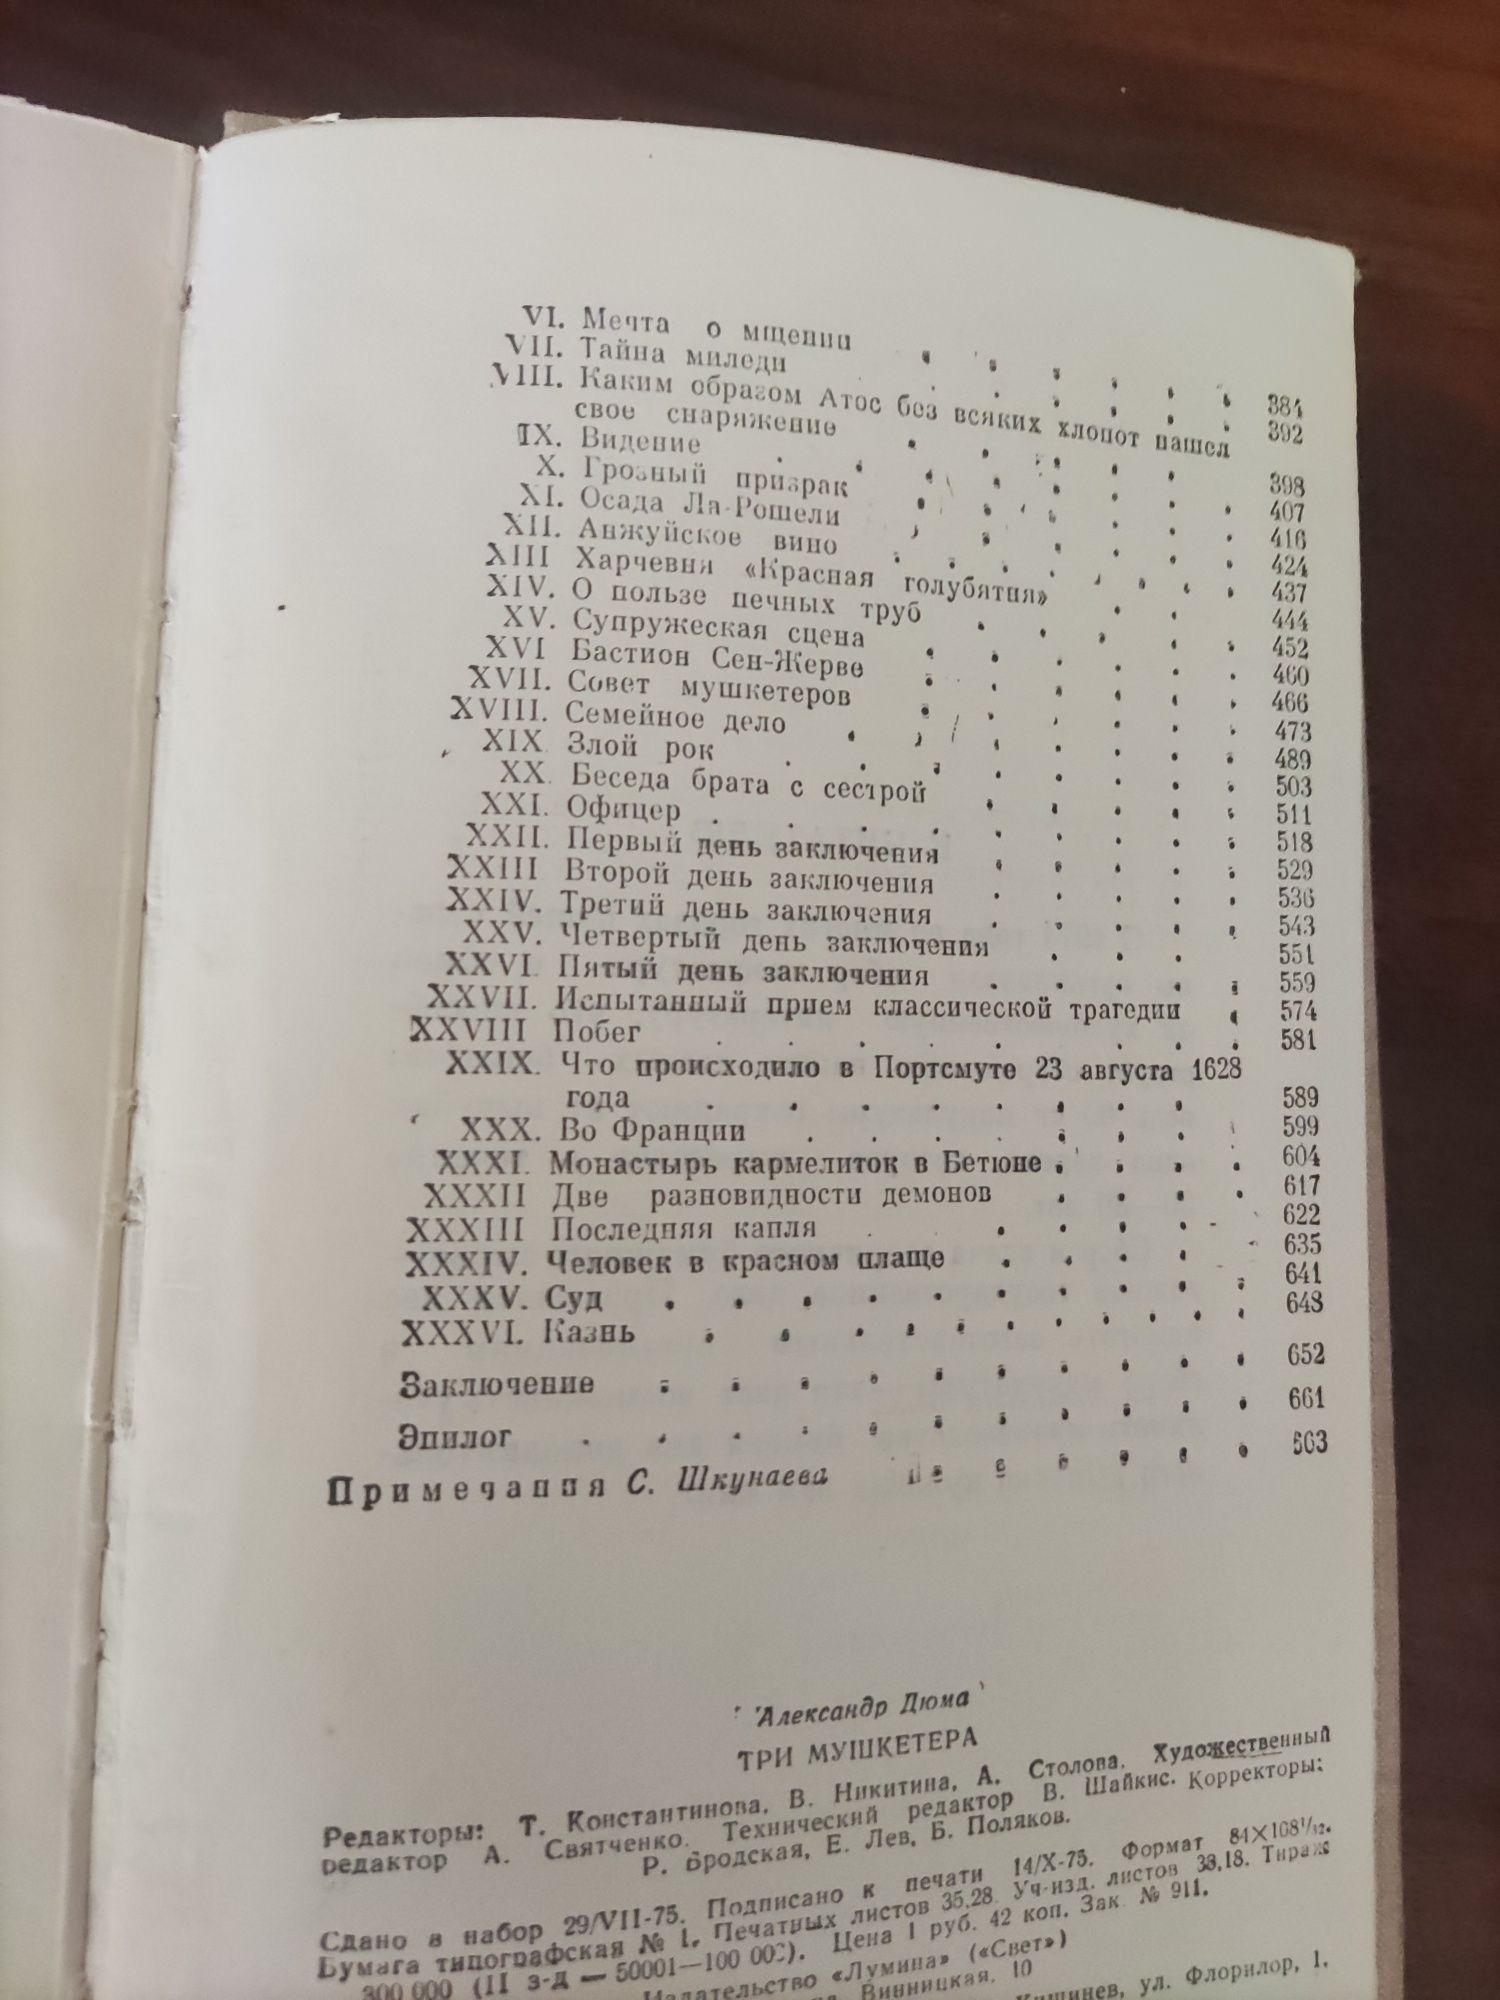 VI. Мечта о мщении . . . . . . 384
VII. Тайна миледи . . . . . . 392
VIII. Каким образом Атос без всяких хлопот нашел
свое снаряжение . . . . . 398
IX. Видение . . . . . . . 407
X. Грозный призрак . . . . . . 416
XI. Осада Ла-Рошели . . . . . . 424
XII. Анжуйское вино . . . . . . 437
XIII Харчевня «Красная голубятня» . . . 444
XIV. О пользе печных труб . . . . . 452
XV. Супружеская сцена . . . . . . 460
XVI Бастион Сен-Жерве . . . . . . 466
XVII. Совет мушкетеров . . . . . . 473
XVIII. Семейное дело . . . . . . . 489
XIX. Злой рок . . . . . . . . 503
XX. Беседа брата с сестрой . . . . . 511
XXI. Офицер . . . . . . . . . 518
XXII. Первый день заключения . . . . . 529
XXIII Второй день заключения . . . . . 536
XXIV. Третий день заключения . . . . . 543
XXV. Четвертый день заключения . . . 551
XXVI. Пятый день заключения . . . . . 559
XXVII. Испытанный прием классической трагедии . 574
XXVIII Побег . . . . . . . . . 581
XXIX. Что происходило в Портсмуте 23 августа 1628
года . . . . . . . . 589
XXX. Во Франции . . . . . . . 599
XXXI. Монастырь кармелиток в Бетюне . . . . 604
XXXII Две разновидности демонов . . . . 617
XXXIII Последняя капля . . . . . 622
XXXIV. Человек в красном плаще . . . . 635
XXXV. Суд . . . . . . . . . . 641
XXXVI. Казнь . . . . . . . . . . 648
Заключение . . . . . . . . . . 652
Эпилог . . . . . . . . . . . 661
Примечания С. Шкунаева . . . . . . 663
Александр Дюма
ТРИ МУШКЕТЕРА
Редакторы: Т. Константинова, В. Никитина, А. Столова. Художественный
редактор А. Святченко. Технический редактор В. Шайкис. Корректоры:
Р. Бродская, Е. Лев, Б. Поляков.
Сдано в набор 29/VII-75. Подписано к печати 14/X-75. Формат 84×108¹/₃₂.
Бумага типографская № 1. Печатных листов 35,28. Уч-изд. листов 38,18. Тираж
300 000 (II з-д — 50001—100 000). Цена 1 руб. 42 коп. Зак. № 911.
Издательство «Лумина» («Свет»)
Винницкая, 10
Кишинев, ул. Флорилор, 1,